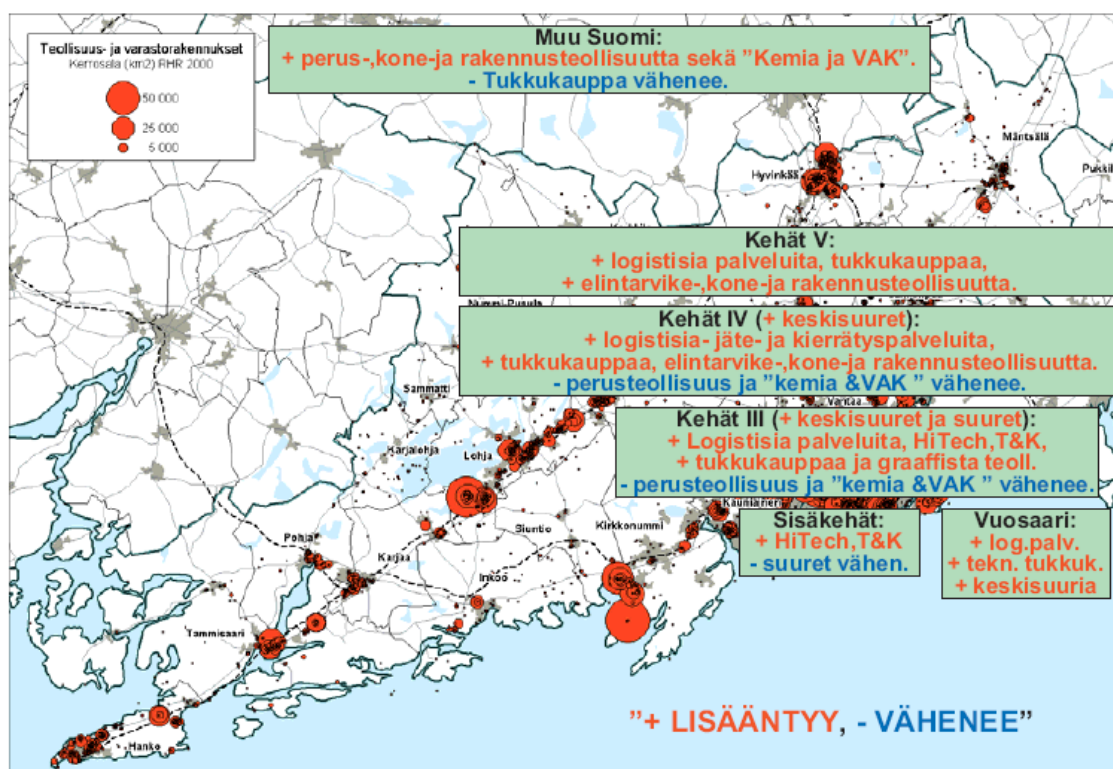 Teollisuus- ja varastorakennukset
Kerrosala (km2) RHR 2000
50 000
25 000
5 000
Muu Suomi:
+ perus-,kone-ja rakennusteollisuutta sekä ”Kemia ja VAK”.
- Tukkukauppa vähenee.
Mäntsälä
Hyvinkää
Pukkil
Kehät V:
+ logistisia palveluita, tukkukauppaa,
+ elintarvike-,kone-ja rakennusteollisuutta.
Nummi-Pusula
Kehät IV (+ keskisuuret):
+ logistisia- jäte- ja kierrätyspalveluita,
+ tukkukauppaa, elintarvike-,kone-ja rakennusteollisuutta.
- perusteollisuus ja ”kemia &VAK ” vähenee.
Sammatti
Vantaa
Kehät III (+ keskisuuret ja suuret):
+ Logistisia palveluita, HiTech,T&K,
+ tukkukauppaa ja graaffista teoll.
- perusteollisuus ja ”kemia &VAK ” vähenee.
Karjalohja
Lohja
Kauniainen
Siuntio
Kirkkonummi
Sisäkehät:
+ HiTech,T&K
- suuret vähen.
Vuosaari:
+ log.palv.
+ tekn. tukkuk.
+ keskisuuria
Pohja
Karjaa
Inkoo
Tammisaari
Hanko
”+ LISÄÄNTYY, - VÄHENEE”